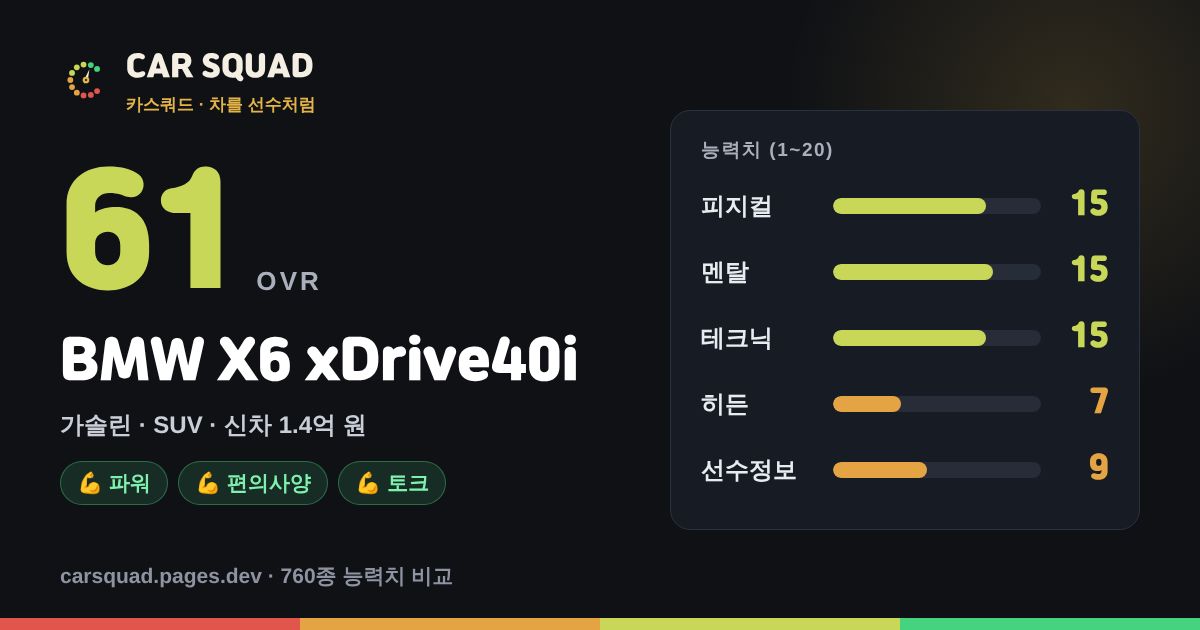 CAR SQUAD
카스쿼드 · 차를 선수처럼
61 OVR
BMW X6 xDrive40i
가솔린 · SUV · 신차 1.4억 원
💪 파워 💪 편의사양 💪 토크
carsquad.pages.dev · 760종 능력치 비교
능력치 (1~20)
피지컬 15
멘탈 15
테크닉 15
히든 7
선수정보 9